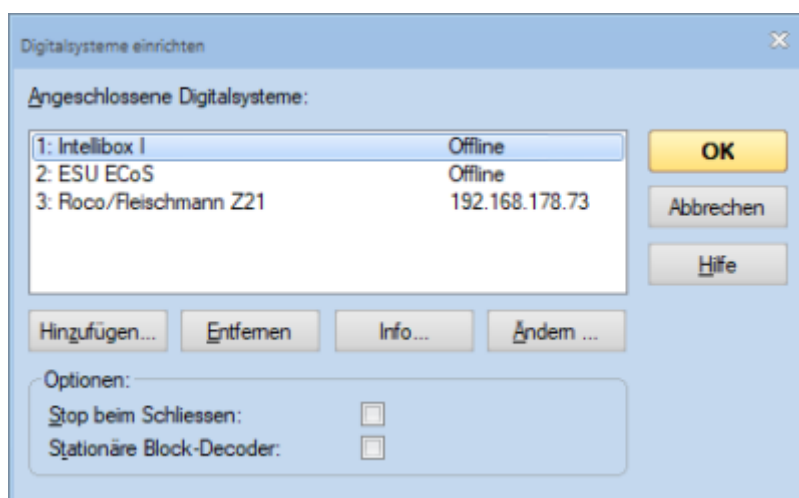 Digitalsysteme einrichten
Angeschlossene Digitalsysteme:
1: Intellibox I Offline
2: ESU ECoS Offline
3: Roco/Fleischmann Z21 192.168.178.73
OK
Abbrechen
Hilfe
Hinzufügen...
Entfernen
Info...
Ändern ...
Optionen:
Stop beim Schliessen:
Stationäre Block-Decoder: